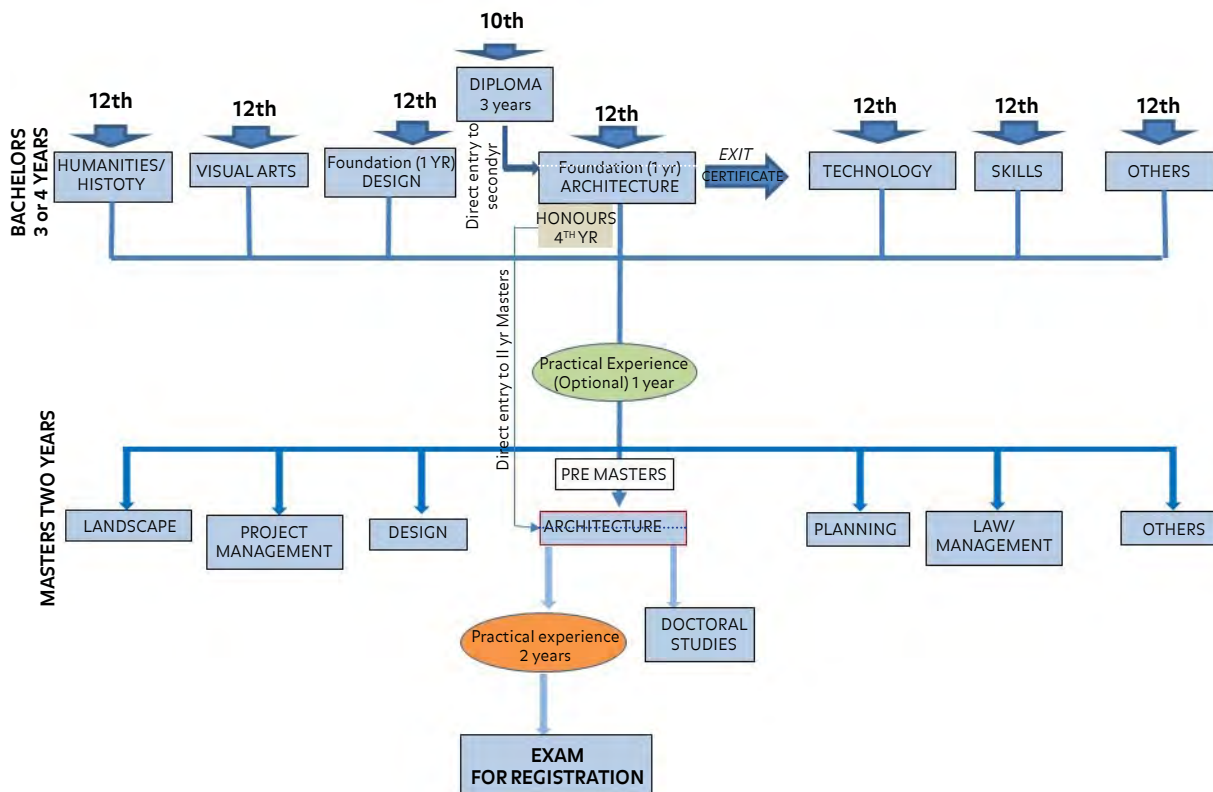 10th
DIPLOMA
3 years
12th
12th
12th
12th
12th
12th
12th
BACHELORS
3 or 4 YEARS
HUMANITIES/
HISTOTY
VISUAL ARTS
Foundation (1 YR)
DESIGN
Direct entry to
secondyr
Foundation (1 yr)
ARCHITECTURE
EXIT
CERTIFICATE
TECHNOLOGY
SKILLS
OTHERS
HONOURS
4TH YR
Direct entry to II yr Masters
Practical Experience
(Optional) 1 year
MASTERS TWO YEARS
PRE MASTERS
LANDSCAPE
PROJECT
MANAGEMENT
DESIGN
ARCHITECTURE
PLANNING
LAW/
MANAGEMENT
OTHERS
Practical experience
2 years
DOCTORAL
STUDIES
EXAM
FOR REGISTRATION